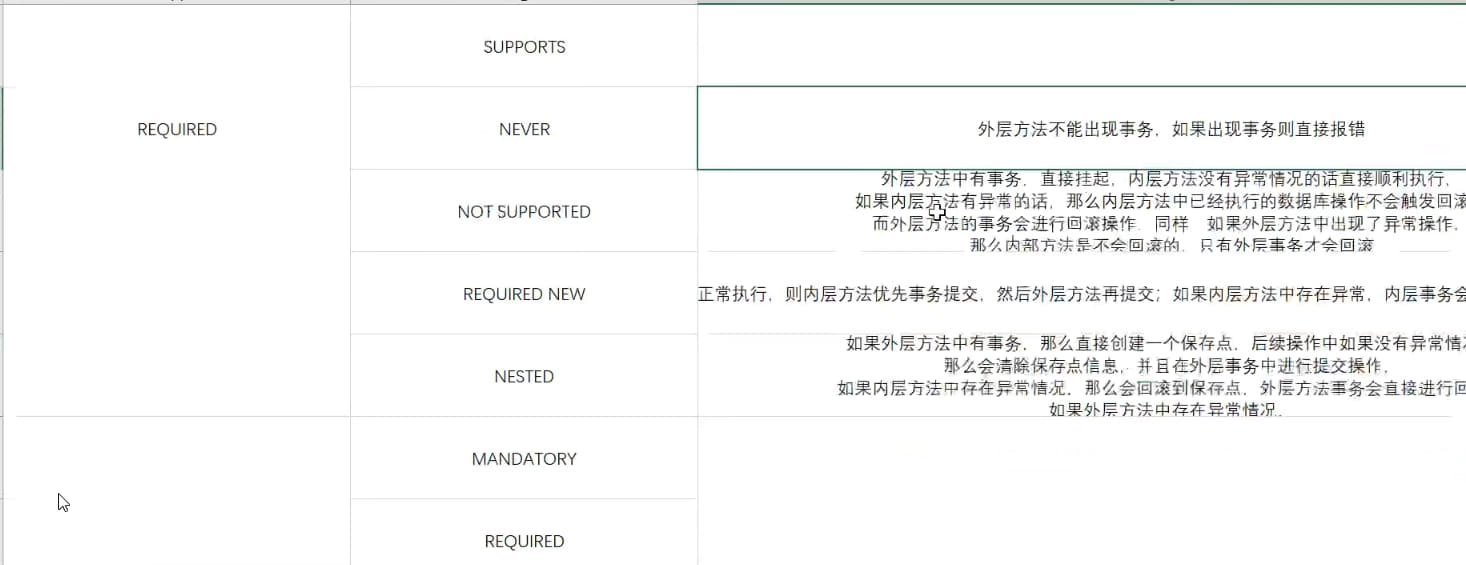 SUPPORTS
REQUIRED
NEVER
外层方法不能出现事务，如果出现事务则直接报错
NOT SUPPORTED
外层方法中有事务，直接挂起，内层方法没有异常情况的话直接顺利执行，
如果内层方法有异常的话，那么内层方法中已经执行的数据库操作不会触发回滚
而外层方法的事务会进行回滚操作 同样 如果外层方法中出现了异常操作，
那么内部方法是不会回滚的，只有外层事务才会回滚
REQUIRED NEW
正常执行，则内层方法优先事务提交，然后外层方法再提交；如果内层方法中存在异常，内层事务会
NESTED
如果外层方法中有事务，那么直接创建一个保存点，后续操作中如果没有异常情
那么会清除保存点信息，并且在外层事务中进行提交操作，
如果内层方法中存在异常情况，那么会回滚到保存点，外层方法事务会直接进行回
如果外层方法中存在异常情况，
MANDATORY
REQUIRED